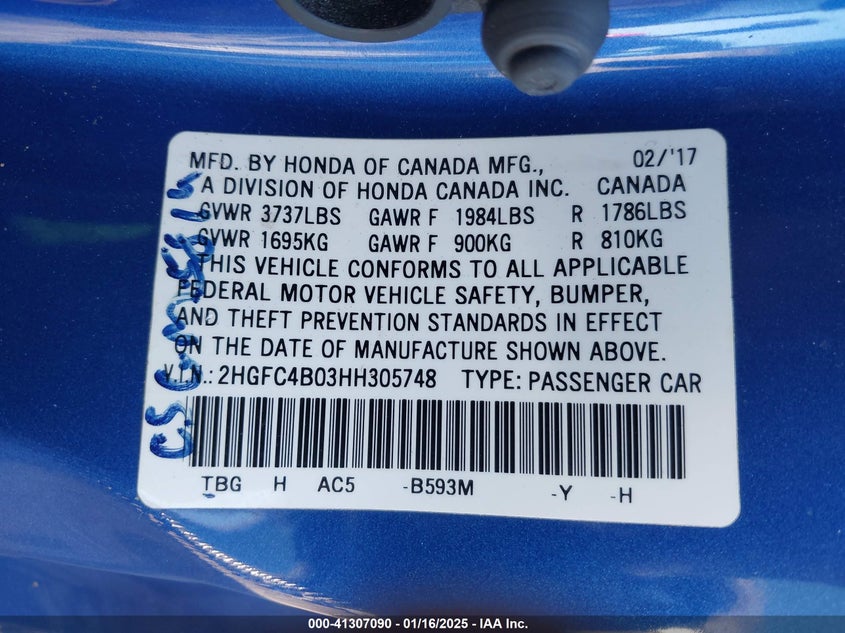 MFD. BY HONDA OF CANADA MFG., 02/'17
A DIVISION OF HONDA CANADA INC. CANADA
GVWR 3737LBS GAWR F 1984LBS R 1786LBS
GVWR 1695KG GAWR F 900KG R 810KG
THIS VEHICLE CONFORMS TO ALL APPLICABLE
FEDERAL MOTOR VEHICLE SAFETY, BUMPER,
AND THEFT PREVENTION STANDARDS IN EFFECT
ON THE DATE OF MANUFACTURE SHOWN ABOVE.
V.I.N.: 2HGFC4B03HH305748 TYPE: PASSENGER CAR
TBG H AC5 -B593M -Y -H
000-41307090 - 01/16/2025 - IAA Inc.